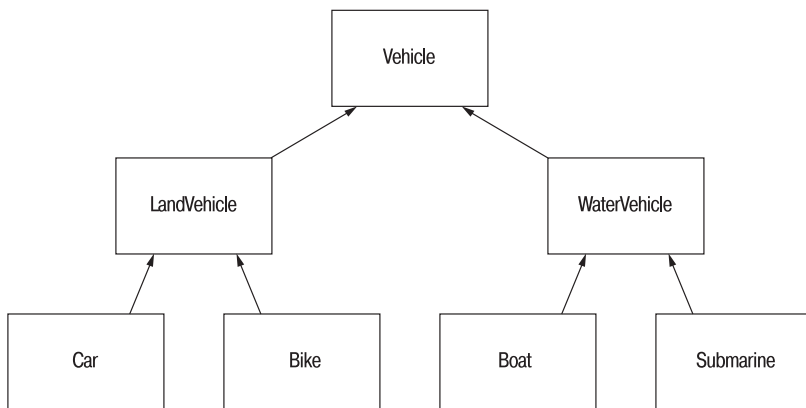 Vehicle
LandVehicle
WaterVehicle
Car
Bike
Boat
Submarine